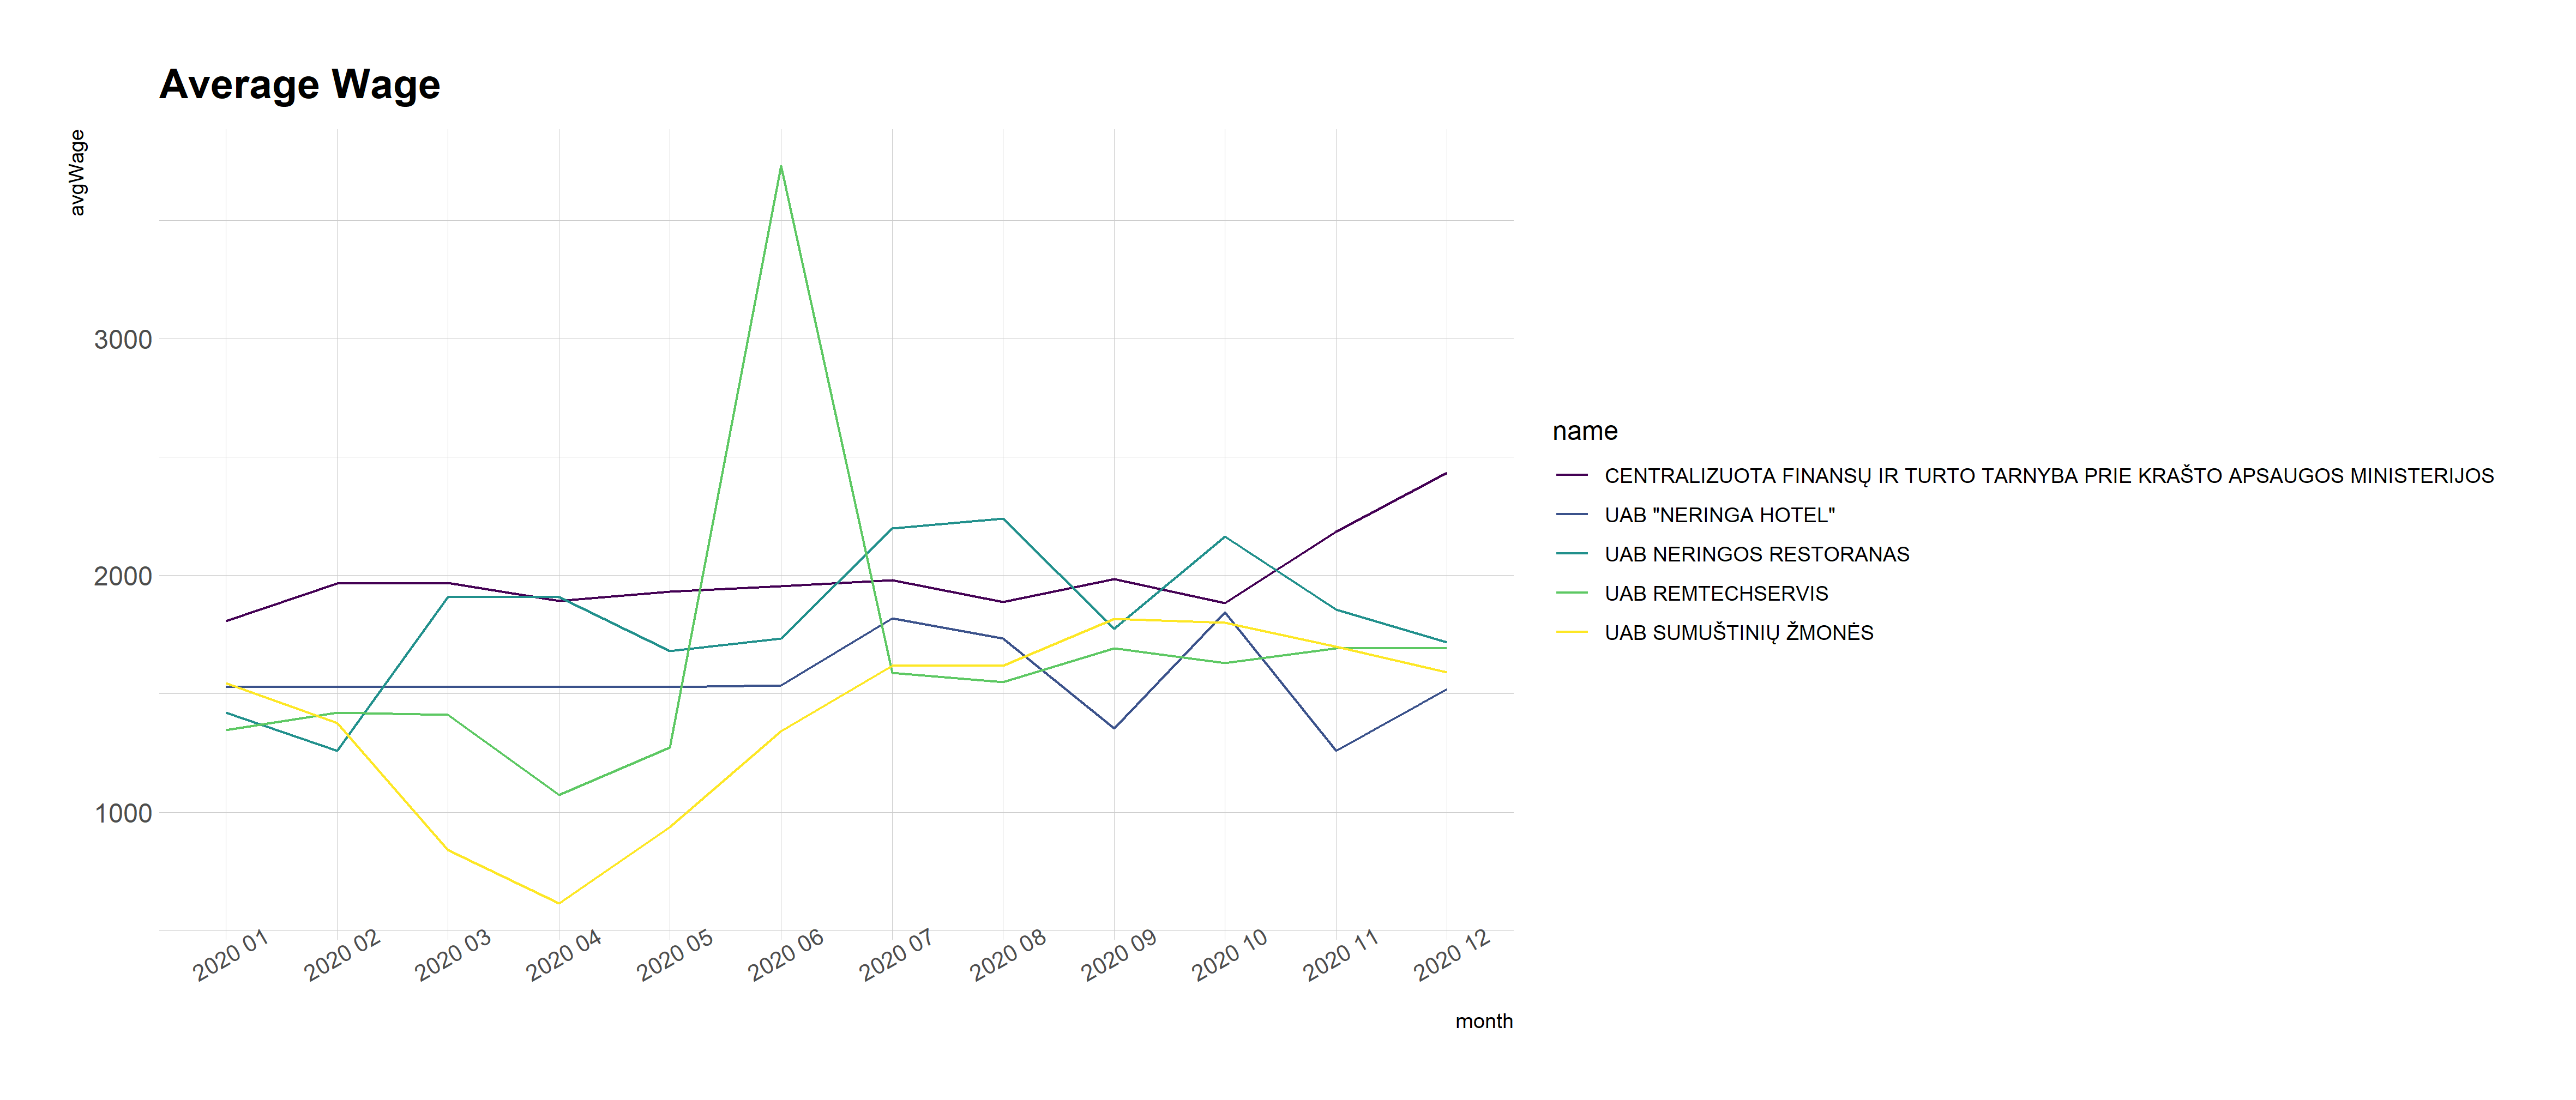 Average Wage
avgWage
3000
2000
1000
2020 01
2020 02
2020 03
2020 04
2020 05
2020 06
2020 07
2020 08
2020 09
2020 10
2020 11
2020 12
month
name
CENTRALIZUOTA FINANSŲ IR TURTO TARNYBA PRIE KRAŠTO APSAUGOS MINISTERIJOS
UAB "NERINGA HOTEL"
UAB NERINGOS RESTORANAS
UAB REMTECHSERVIS
UAB SUMUŠTINIŲ ŽMONĖS